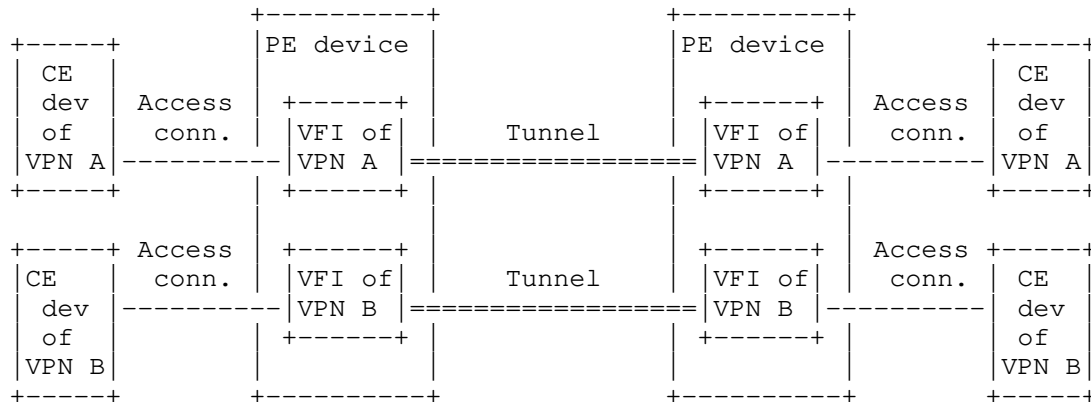 PE device PE device
CE CE
dev Access Access dev
of conn. VFI of Tunnel VFI of conn. of
VPN A VPN A VPN A VPN A
Access Access
CE conn. VFI of Tunnel VFI of conn. CE
dev VPN B VPN B dev
of of
VPN B VPN B